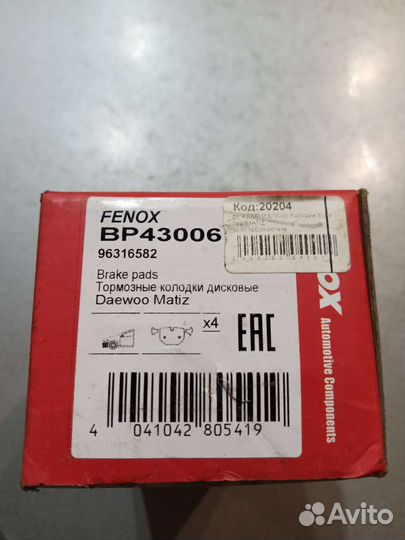 FENOX
BP43006
96316582
Код:20204
Brake pads
Тормозные колодки дисковые
Daewoo Matiz
x4
EAC
4 041042 805419
Automotive Components
Avito